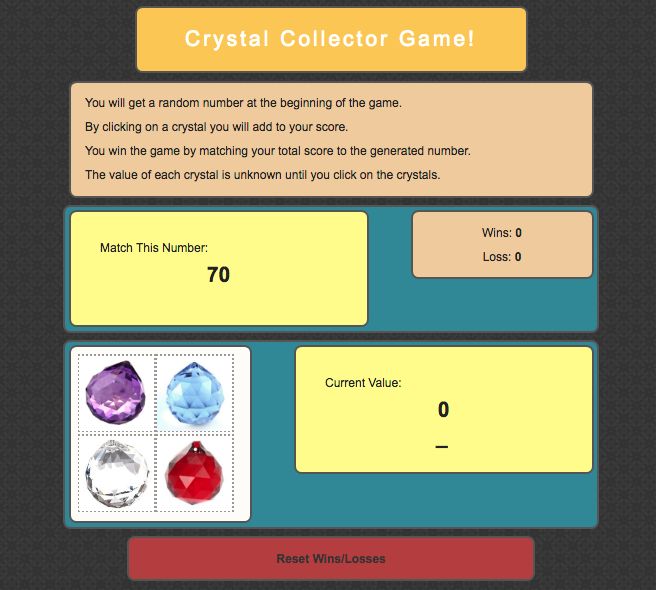 Crystal Collector Game!
You will get a random number at the beginning of the game.
By clicking on a crystal you will add to your score.
You win the game by matching your total score to the generated number.
The value of each crystal is unknown until you click on the crystals.
Match This Number:
70
Wins: 0
Loss: 0
Current Value:
0
_
Reset Wins/Losses